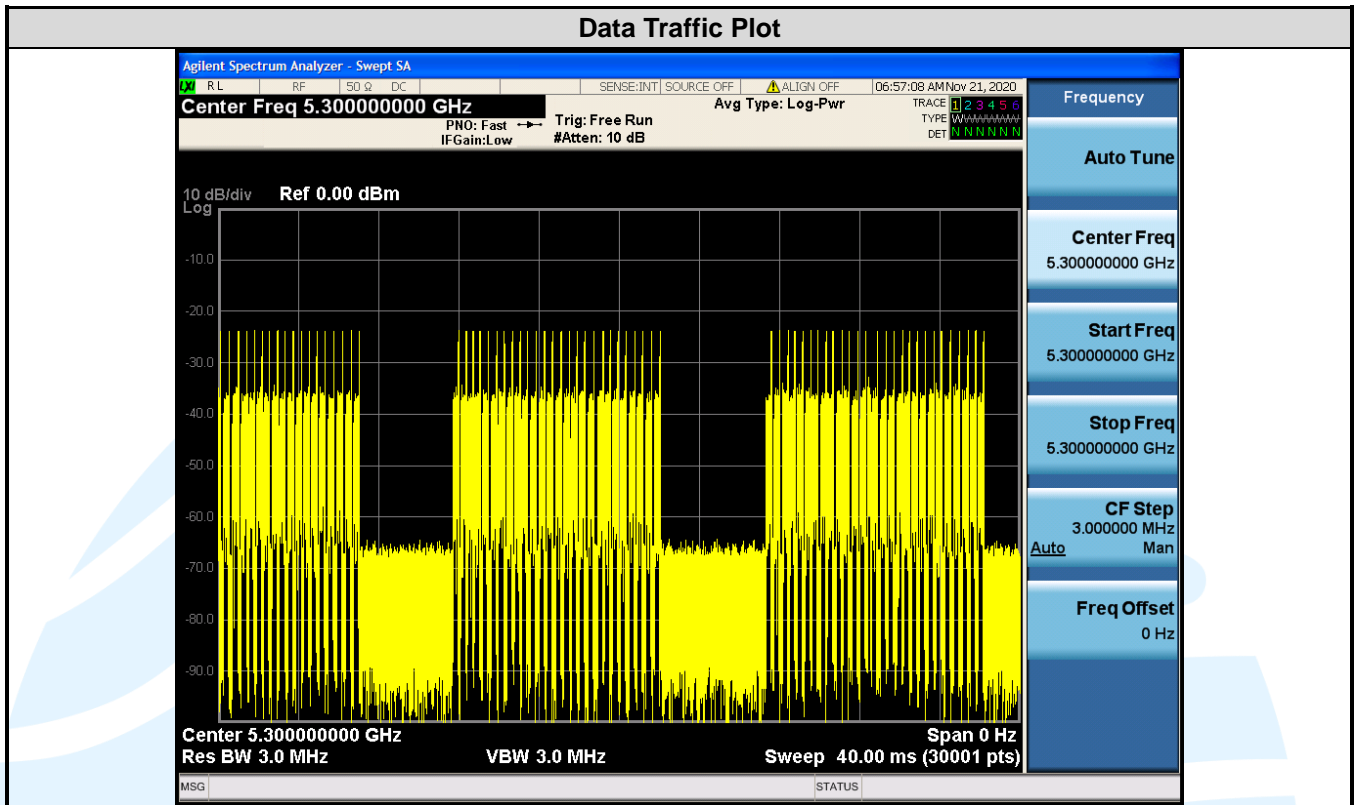 Data Traffic Plot
Agilent Spectrum Analyzer - Swept SA
LXI RL RF 50 Ω DC SENSE:INT SOURCE OFF ⚠ ALIGN OFF 06:57:08 AM Nov 21, 2020
Center Freq 5.300000000 GHz
PNO: Fast
IFGain:Low
Trig: Free Run
#Atten: 10 dB
Avg Type: Log-Pwr
TRACE 1 2 3 4 5 6
TYPE WWWWWW
DET N N N N N N
10 dB/div Ref 0.00 dBm
Log
-10.0
-20.0
-30.0
-40.0
-50.0
-60.0
-70.0
-80.0
-90.0
Center 5.300000000 GHz Span 0 Hz
Res BW 3.0 MHz VBW 3.0 MHz Sweep 40.00 ms (30001 pts)
MSG STATUS
Frequency
Auto Tune
Center Freq
5.300000000 GHz
Start Freq
5.300000000 GHz
Stop Freq
5.300000000 GHz
CF Step
3.000000 MHz
Auto Man
Freq Offset
0 Hz